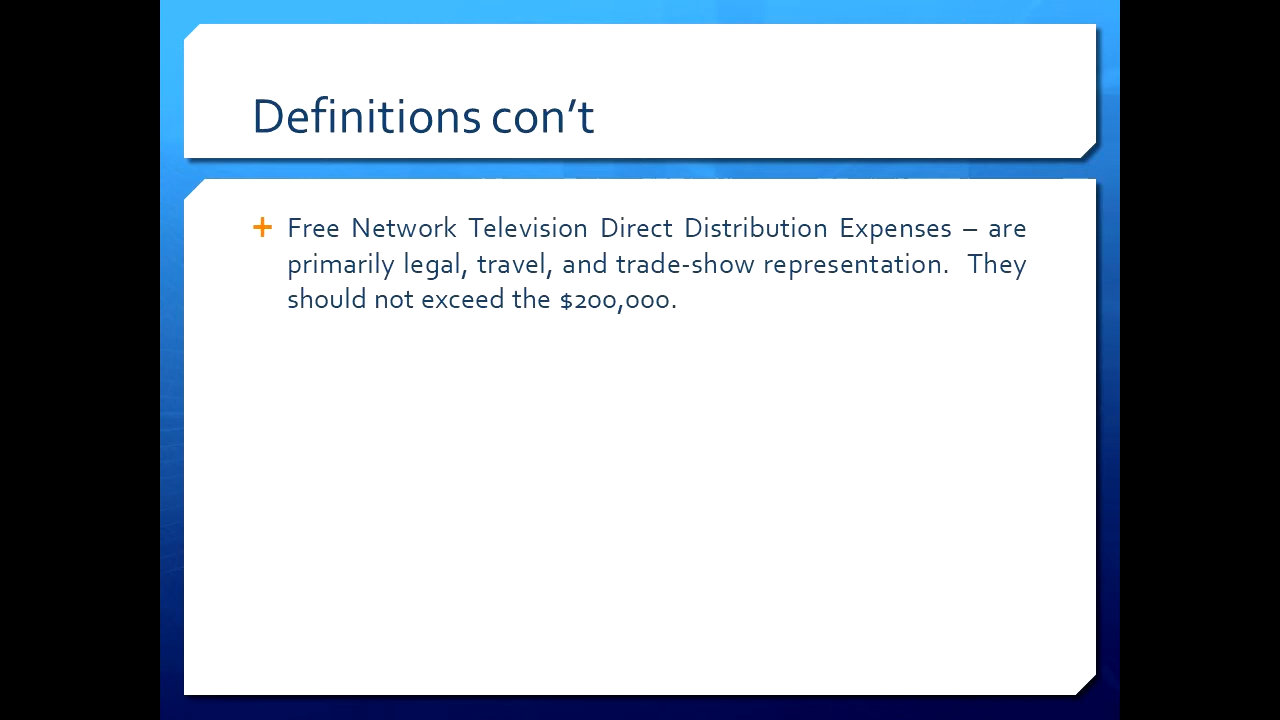 Definitions con’t
Free Network Television Direct Distribution Expenses – are
primarily legal, travel, and trade-show representation. They
should not exceed the $200,000.